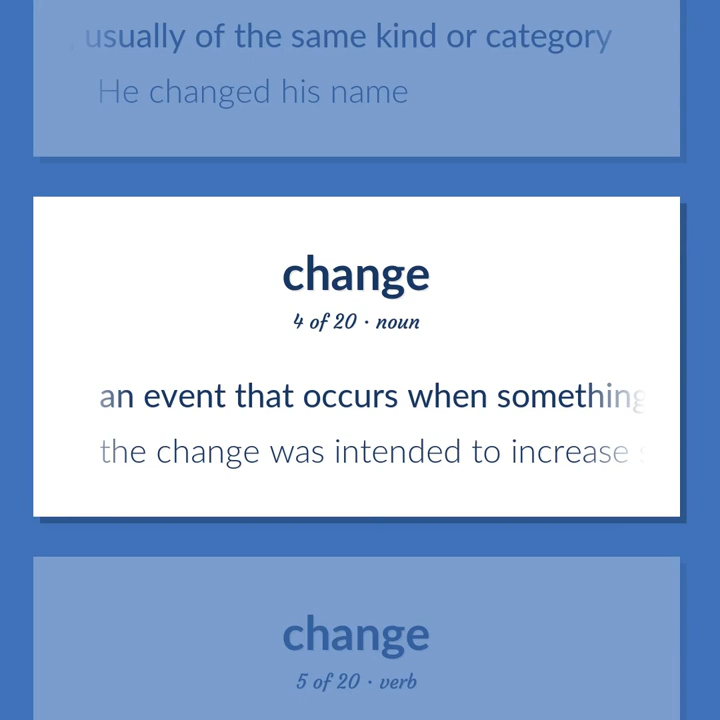 usually of the same kind or category
He changed his name
change
4 of 20 · noun
an event that occurs when something
the change was intended to increase
change
5 of 20 · verb